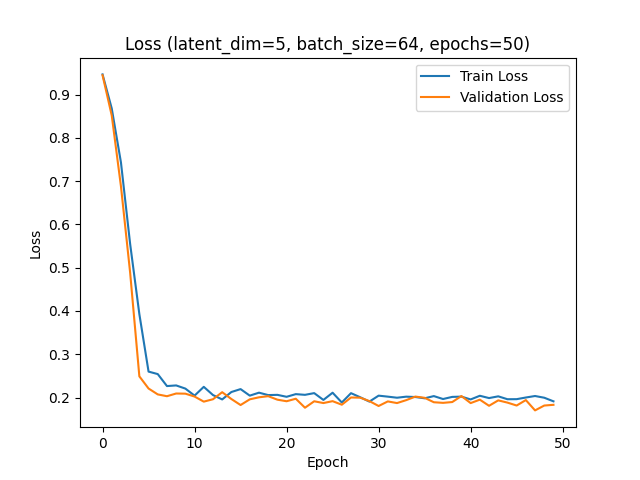 Loss (latent_dim=5, batch_size=64, epochs=50)
Train Loss
Validation Loss
0.9
0.8
0.7
0.6
0.5
0.4
0.3
0.2
Loss
0
10
20
30
40
50
Epoch